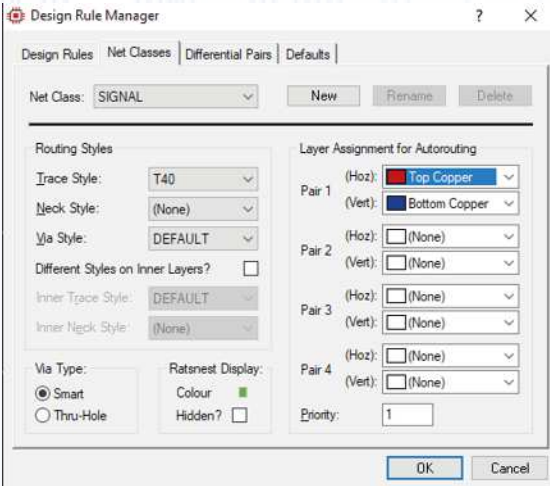 Design Rule Manager ? ×
Design Rules Net Classes Differential Pairs Defaults
Net Class: SIGNAL New Rename Delete
Routing Styles
Trace Style: T40
Neck Style: (None)
Via Style: DEFAULT
Different Styles on Inner Layers?
Inner Trace Style: DEFAULT
Inner Neck Style: (None)
Via Type:
Smart
Thru-Hole
Ratsnest Display:
Colour
Hidden?
Layer Assignment for Autorouting
Pair 1
(Hoz): Top Copper
(Vert): Bottom Copper
Pair 2
(Hoz): (None)
(Vert): (None)
Pair 3
(Hoz): (None)
(Vert): (None)
Pair 4
(Hoz): (None)
(Vert): (None)
Priority: 1
OK Cancel